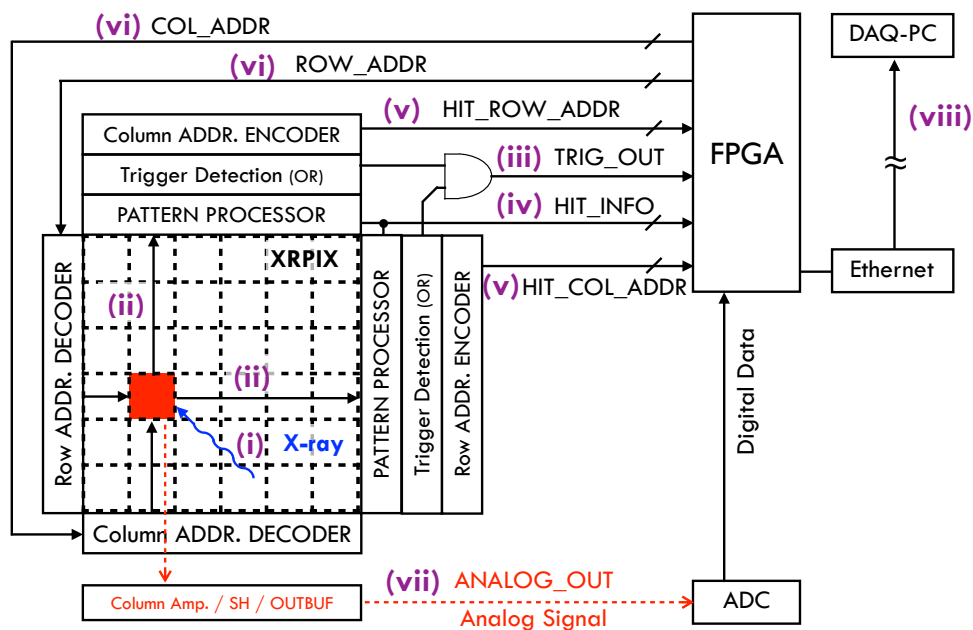 (vi) COL_ADDR
(vi) ROW_ADDR
(v) HIT_ROW_ADDR
Column ADDR. ENCODER
Trigger Detection (OR)
(iii) TRIG_OUT
PATTERN PROCESSOR
(iv) HIT_INFO
FPGA
DAQ-PC
(viii)
Ethernet
XRPIX
(ii)
(ii)
(i) X-ray
Row ADDR. DECODER
PATTERN PROCESSOR
Trigger Detection (OR)
Row ADDR. ENCODER
(v) HIT_COL_ADDR
Digital Data
Column ADDR. DECODER
Column Amp. / SH / OUTBUF
(vii) ANALOG_OUT
Analog Signal
ADC